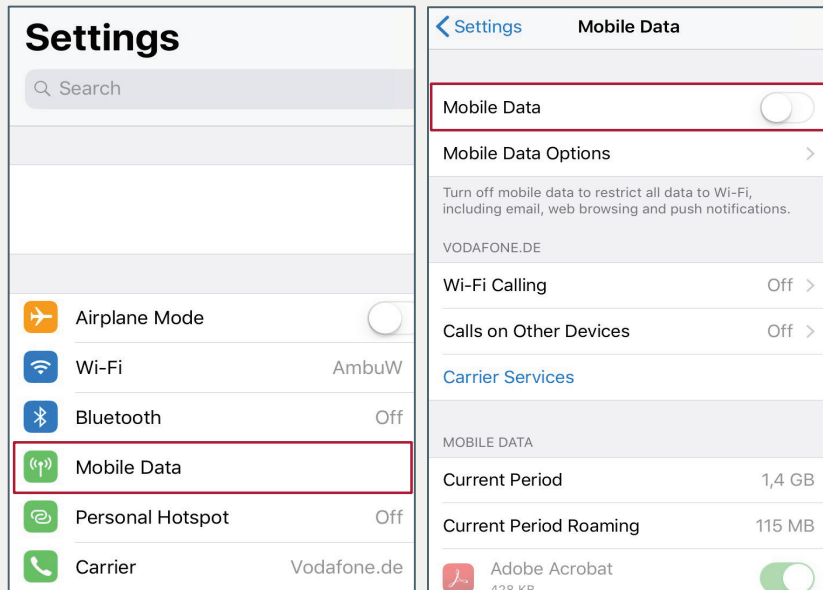 Settings
Search
Airplane Mode
Wi-Fi AmbuW
Bluetooth Off
Mobile Data
Personal Hotspot Off
Carrier Vodafone.de
Settings Mobile Data
Mobile Data
Mobile Data Options
Turn off mobile data to restrict all data to Wi-Fi,
including email, web browsing and push notifications.
VODAFONE.DE
Wi-Fi Calling Off
Calls on Other Devices Off
Carrier Services
MOBILE DATA
Current Period 1,4 GB
Current Period Roaming 115 MB
Adobe Acrobat
428 KB